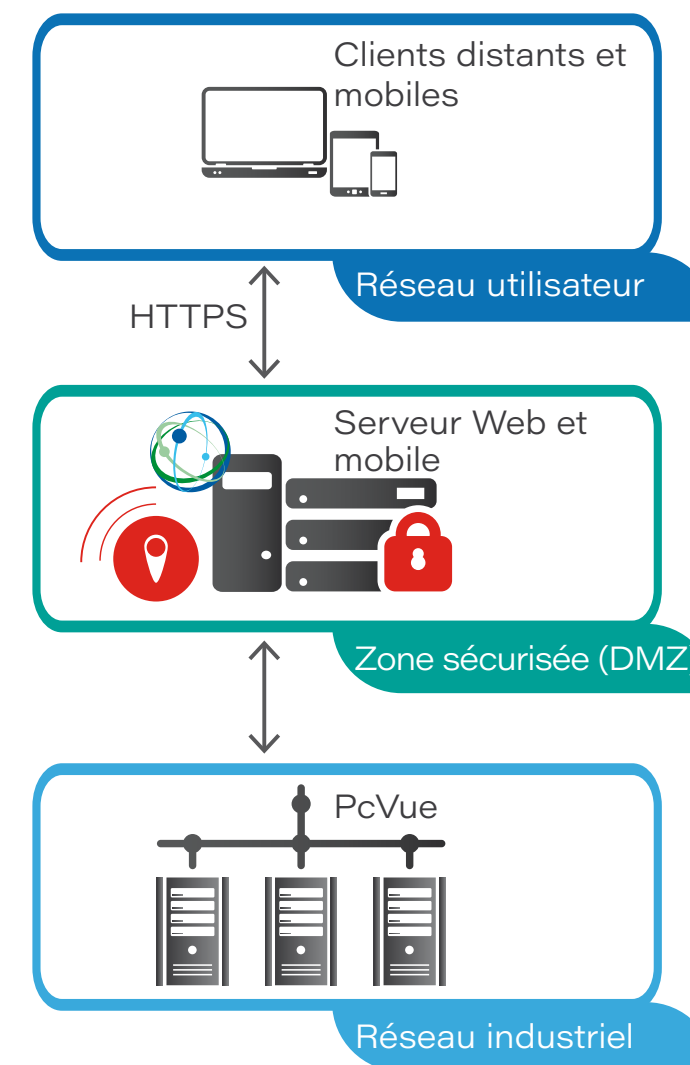 Clients distants et
mobiles
Réseau utilisateur
HTTPS
Serveur Web et
mobile
Zone sécurisée (DMZ
PcVue
Réseau industriel